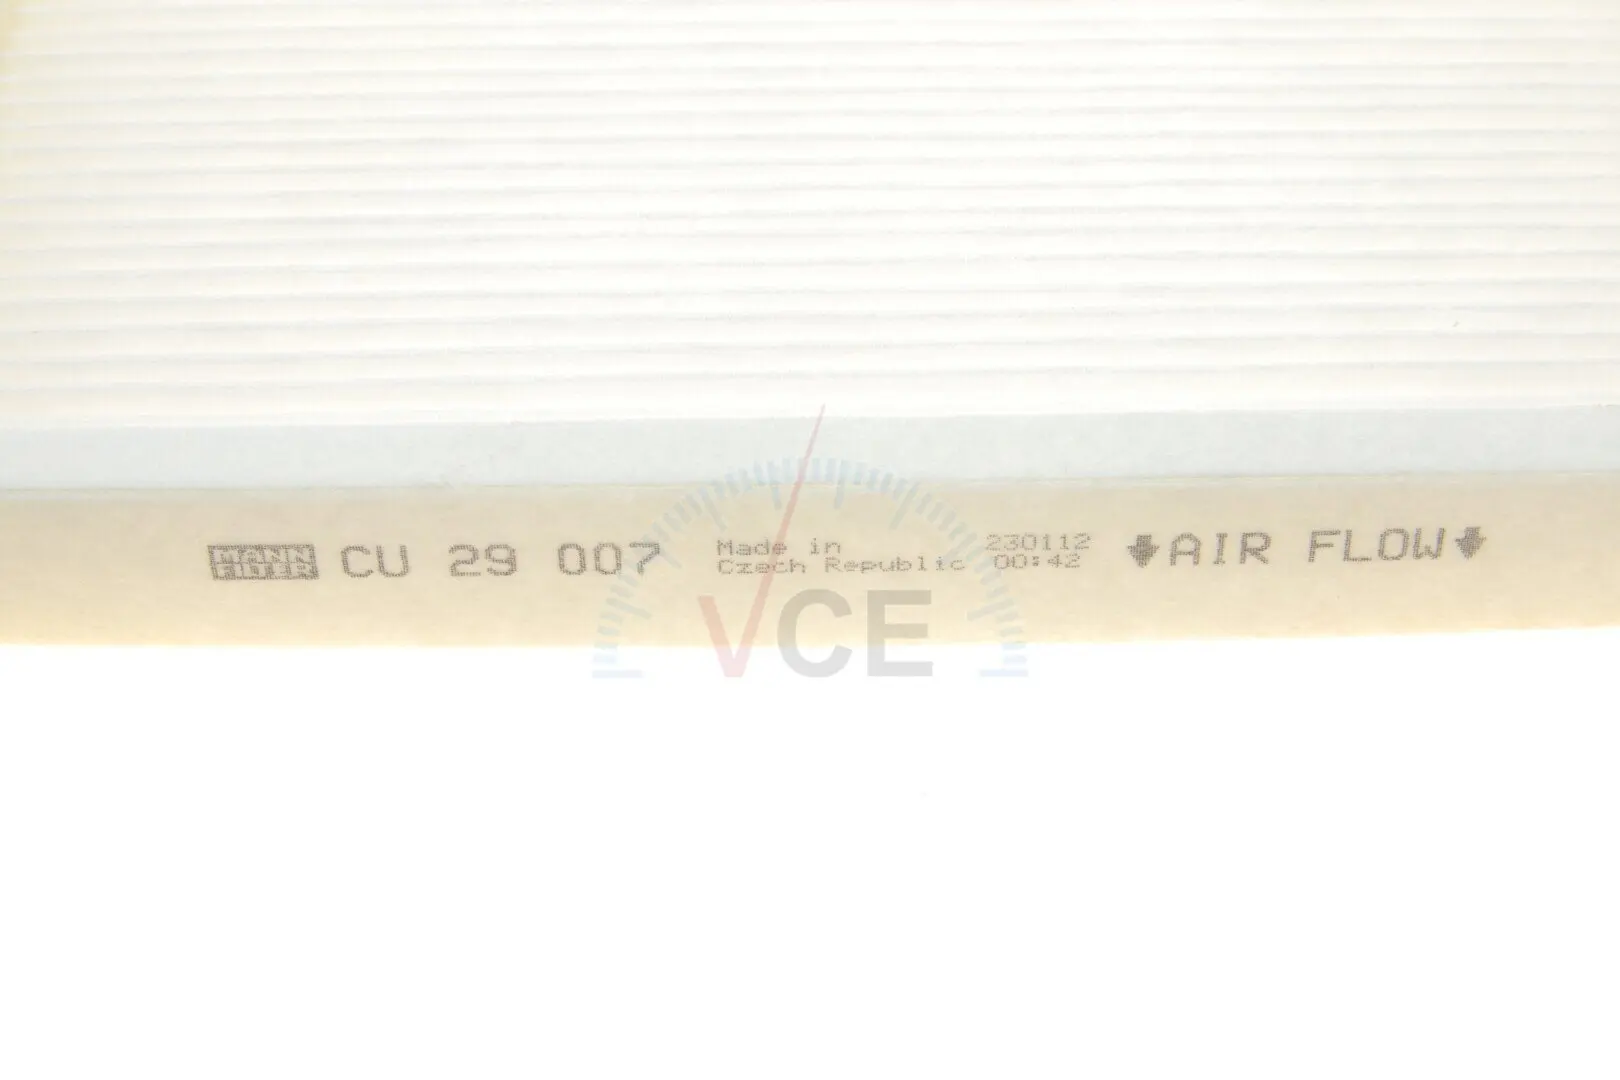 MANN FILTER CU 29 007
Made in
Czech Republic
230112
00:42
AIR FLOW
VCE